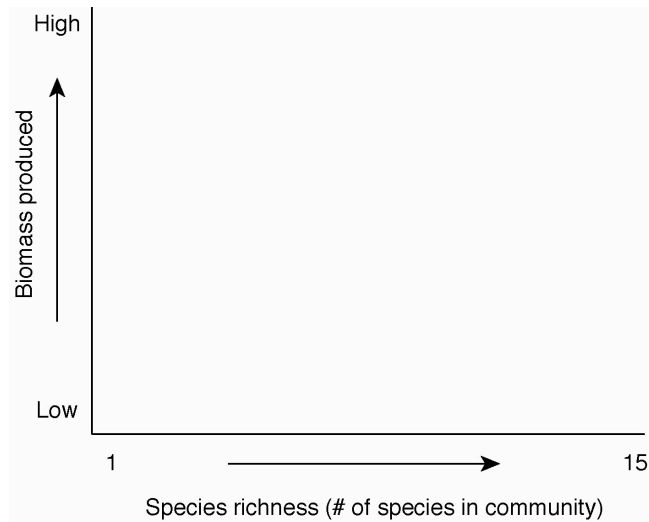 High
Biomass produced
Low
1
15
Species richness (# of species in community)